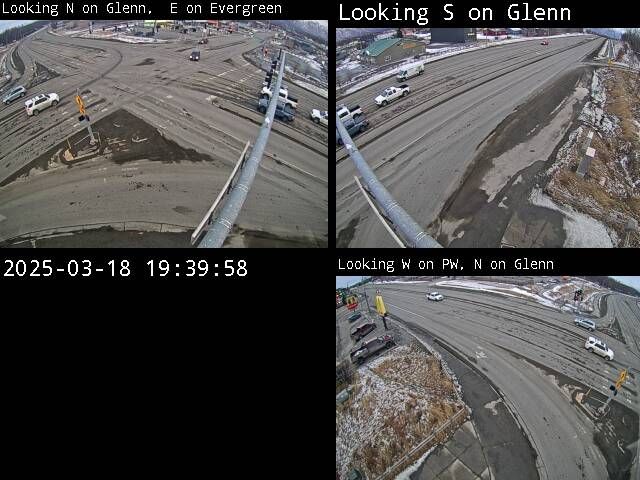 Looking N on Glenn, E on Evergreen
Looking S on Glenn
2025-03-18 19:39:58
Looking W on PW, N on Glenn